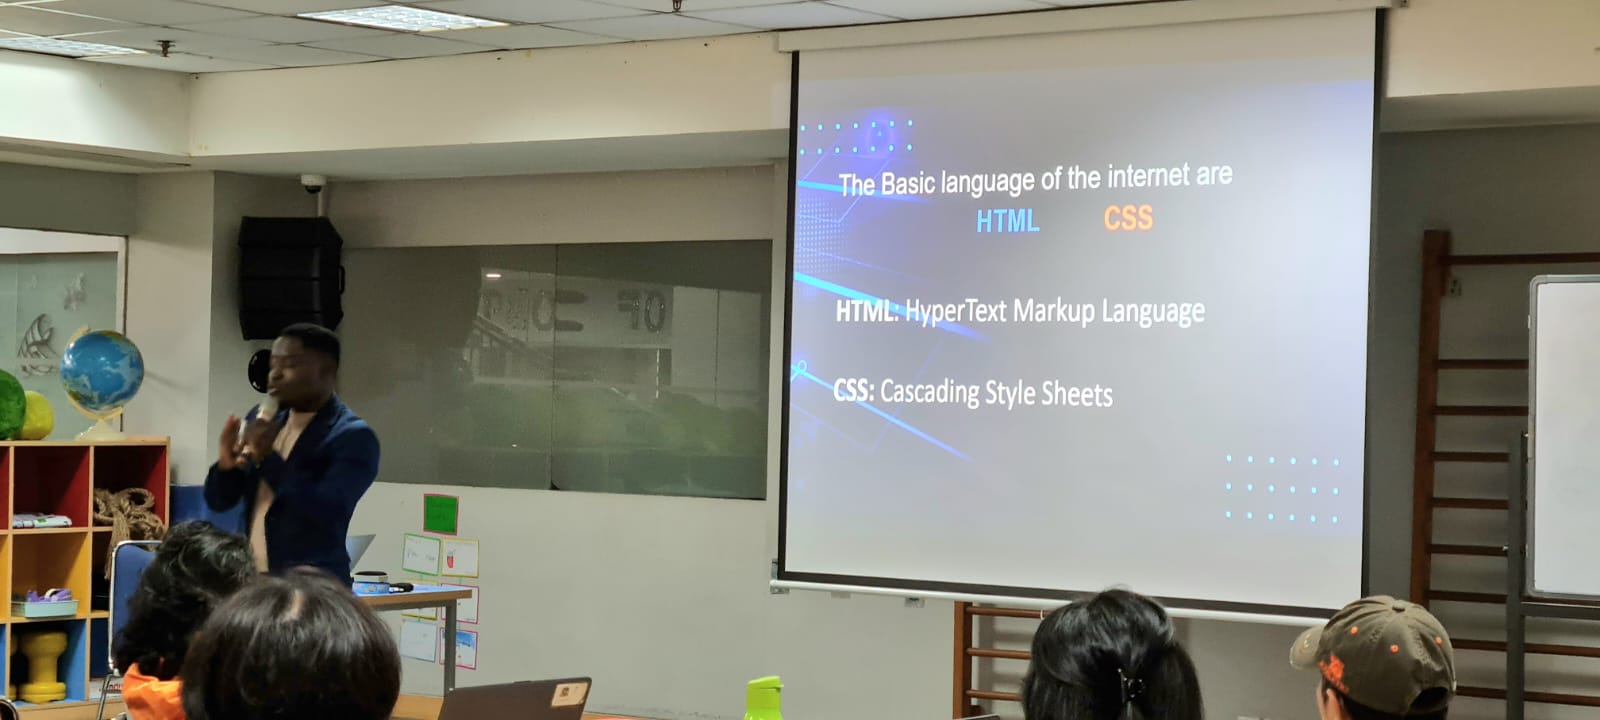 The Basic language of the internet are
HTML CSS
HTML: HyperText Markup Language
CSS: Cascading Style Sheets